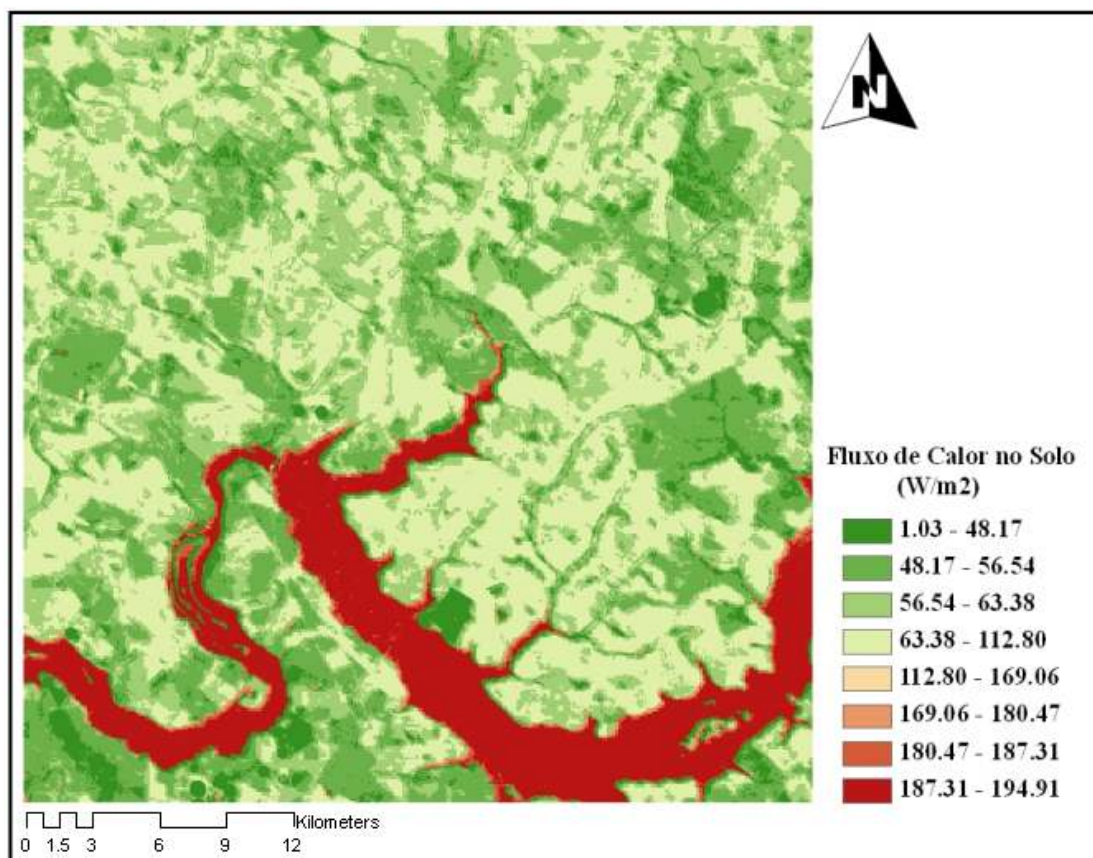 N
Fluxo de Calor no Solo
(W/m2)
1.03 - 48.17
48.17 - 56.54
56.54 - 63.38
63.38 - 112.80
112.80 - 169.06
169.06 - 180.47
180.47 - 187.31
187.31 - 194.91
Kilometers
0 1.5 3 6 9 12